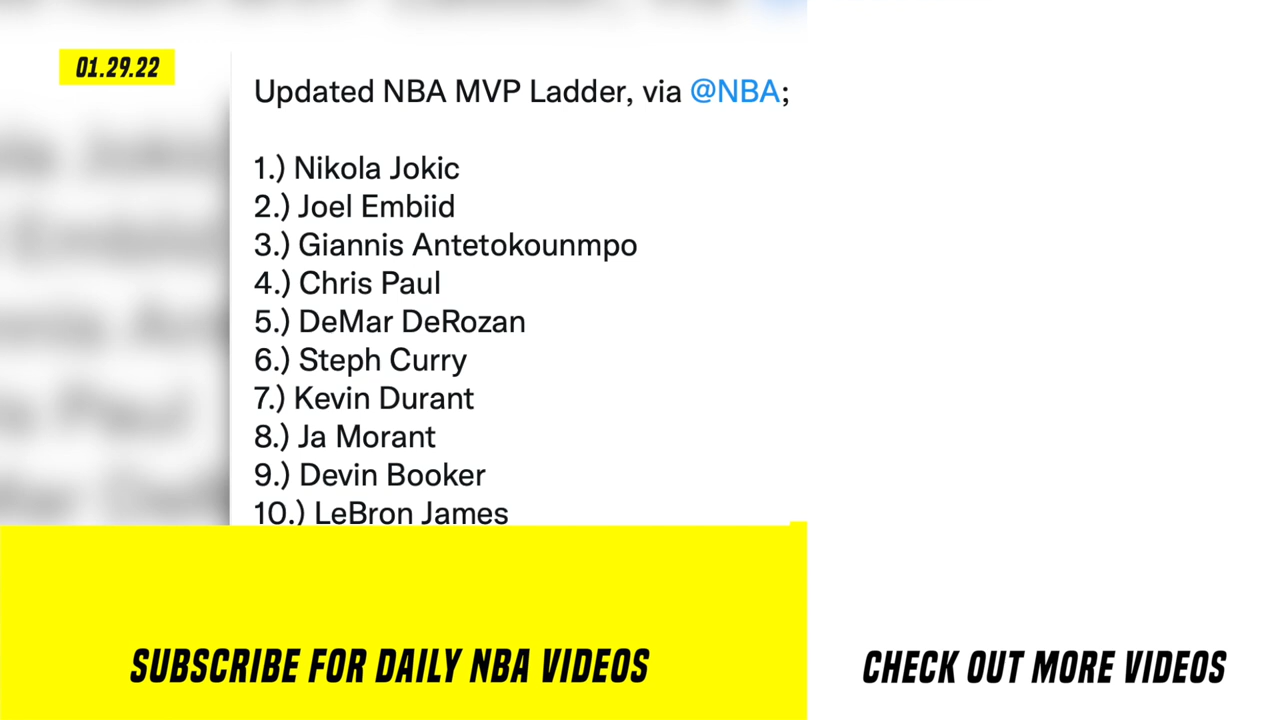 01.29.22
Updated NBA MVP Ladder, via @NBA;
1.) Nikola Jokic
2.) Joel Embiid
3.) Giannis Antetokounmpo
4.) Chris Paul
5.) DeMar DeRozan
6.) Steph Curry
7.) Kevin Durant
8.) Ja Morant
9.) Devin Booker
10.) LeBron James
SUBSCRIBE FOR DAILY NBA VIDEOS
CHECK OUT MORE VIDEOS